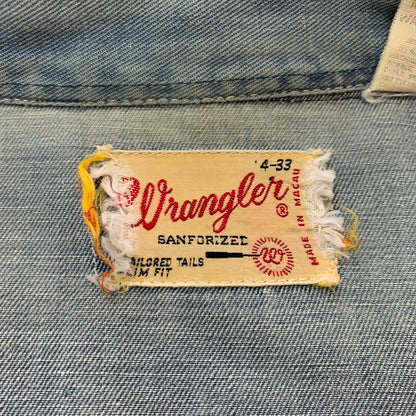 4-33
Wrangler ®
SANFORIZED
TAILORED TAILS
SLIM FIT
MADE IN MACAU